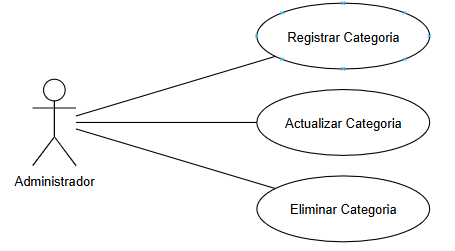 Registrar Categoria
Actualizar Categoria
Administrador
Eliminar Categoria